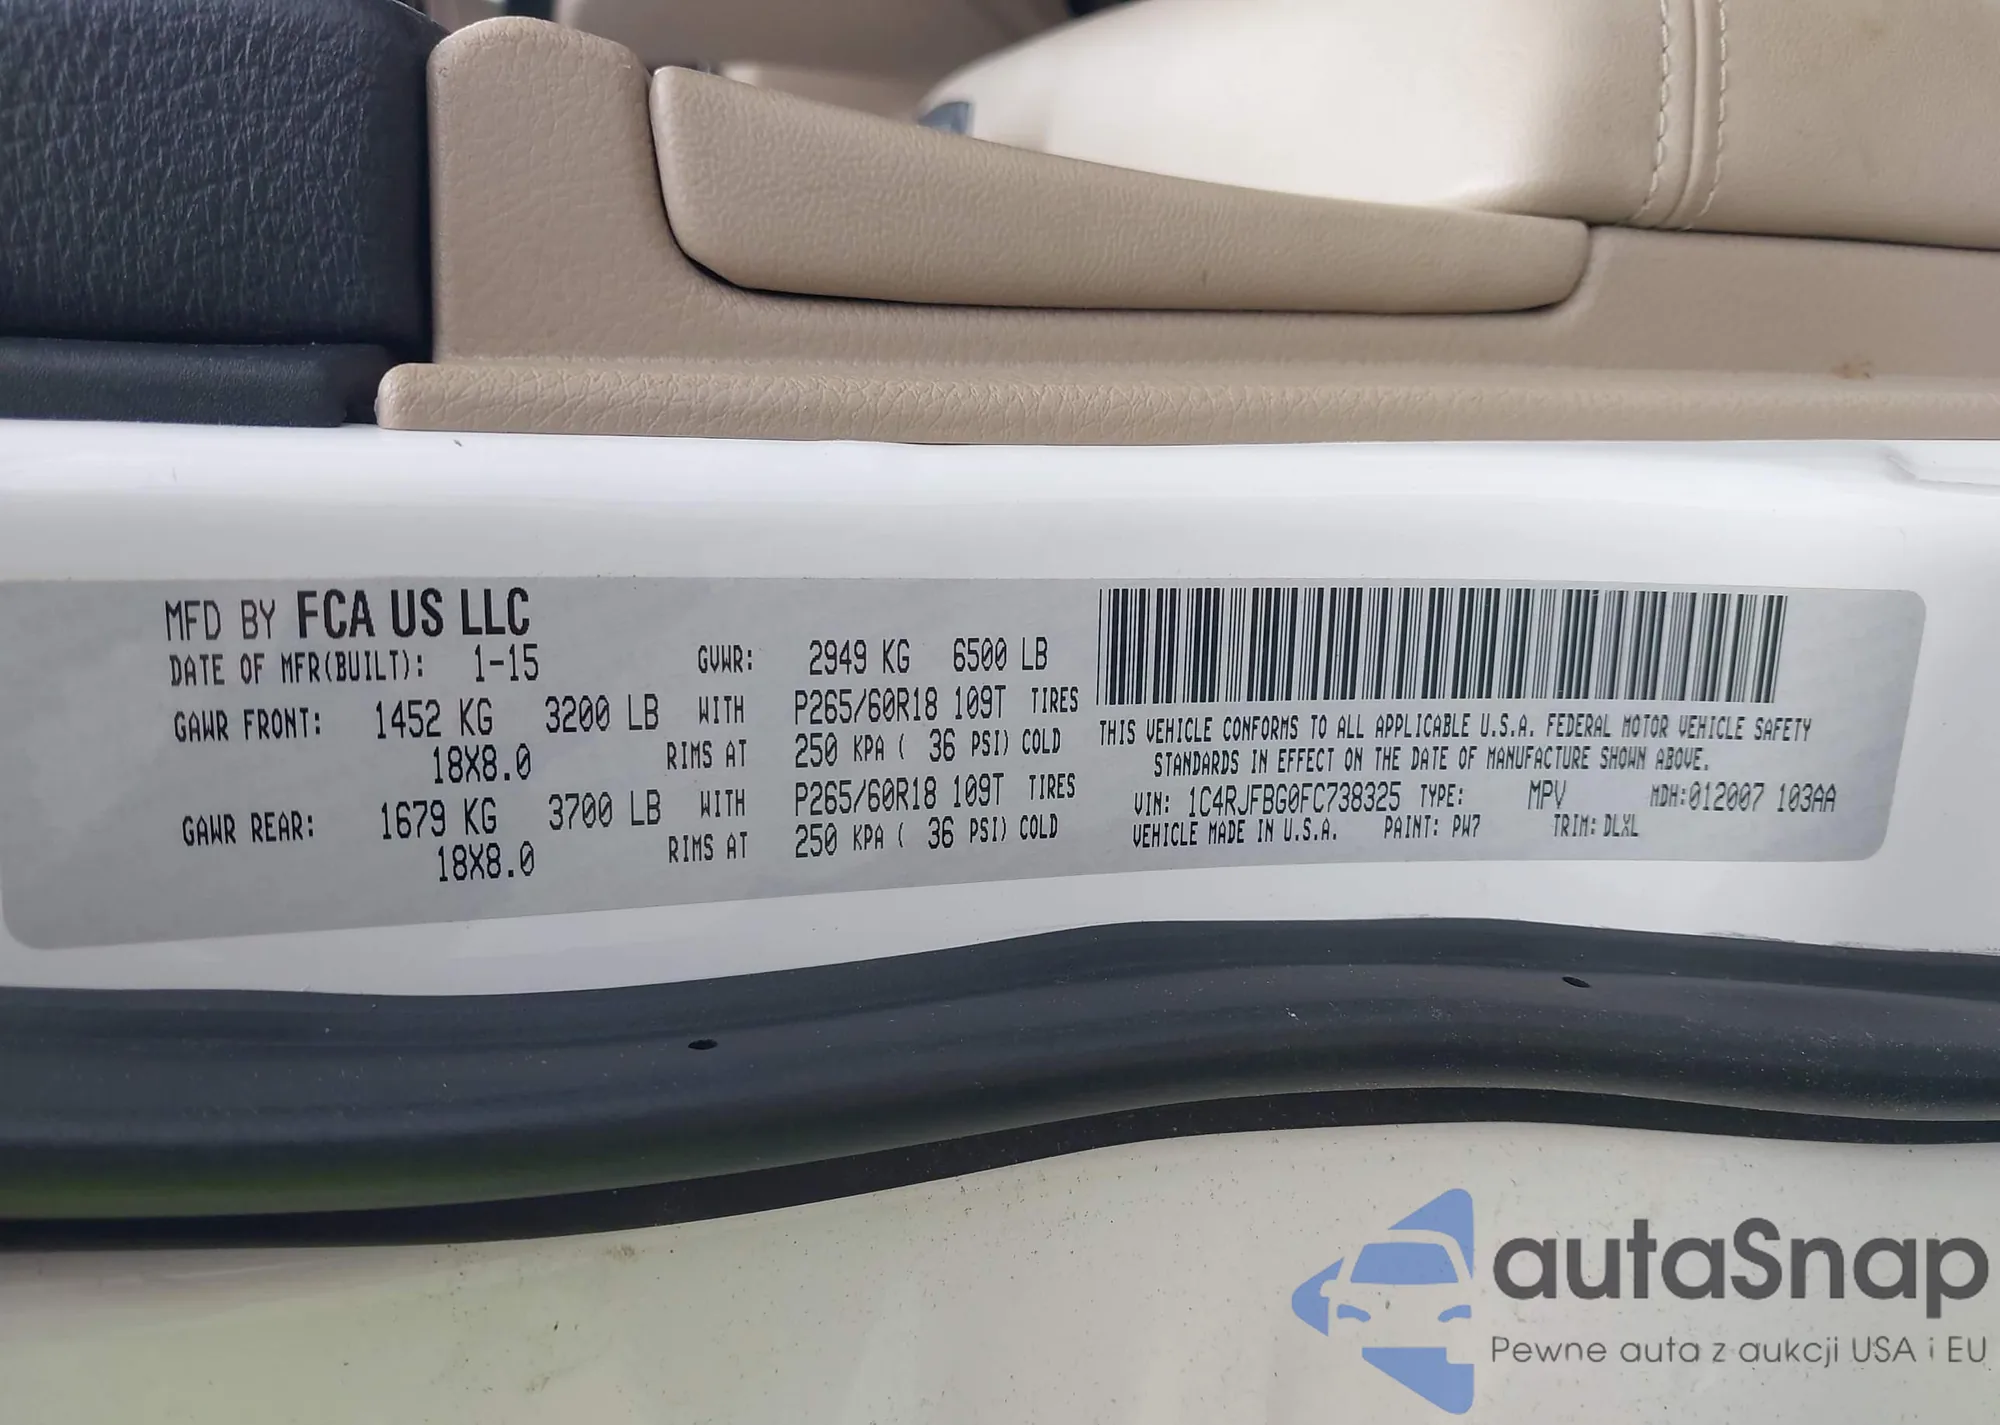 MFD BY FCA US LLC
DATE OF MFR(BUILT): 1-15 GVWR: 2949 KG 6500 LB
GAWR FRONT: 1452 KG 3200 LB WITH P265/60R18 109T TIRES
18X8.0 RIMS AT 250 KPA ( 36 PSI) COLD
GAWR REAR: 1679 KG 3700 LB WITH P265/60R18 109T TIRES
18X8.0 RIMS AT 250 KPA ( 36 PSI) COLD
THIS VEHICLE CONFORMS TO ALL APPLICABLE U.S.A. FEDERAL MOTOR VEHICLE SAFETY
STANDARDS IN EFFECT ON THE DATE OF MANUFACTURE SHOWN ABOVE.
VIN: 1C4RJFBG0FC738325 TYPE: MPV MDH:012007 103AA
VEHICLE MADE IN U.S.A. PAINT: PW7 TRIM: DLXL
autaSnap
Pewne auta z aukcji USA i EU